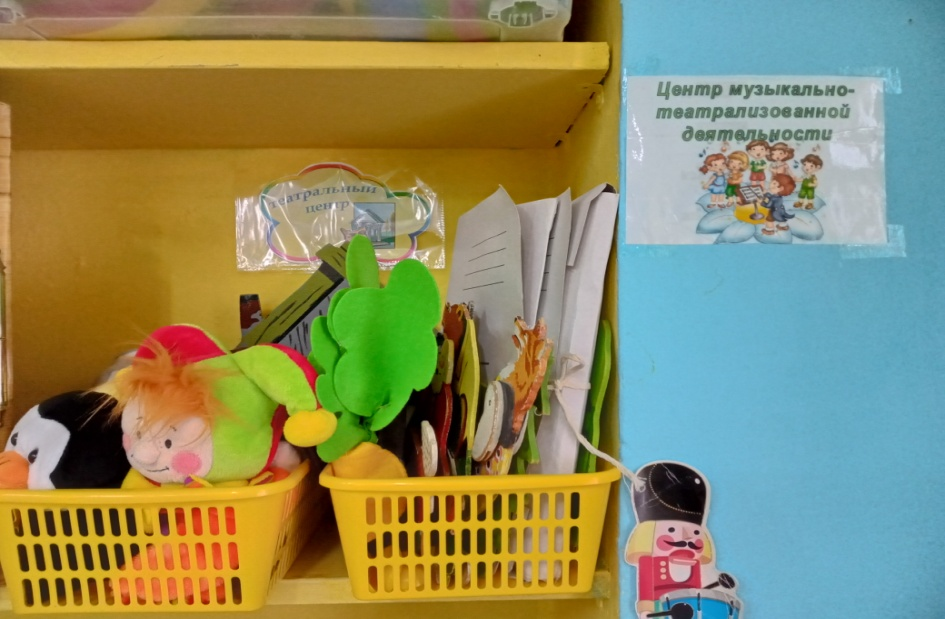 Центр музыкально-
театрализованной
деятельности
театральный
центр